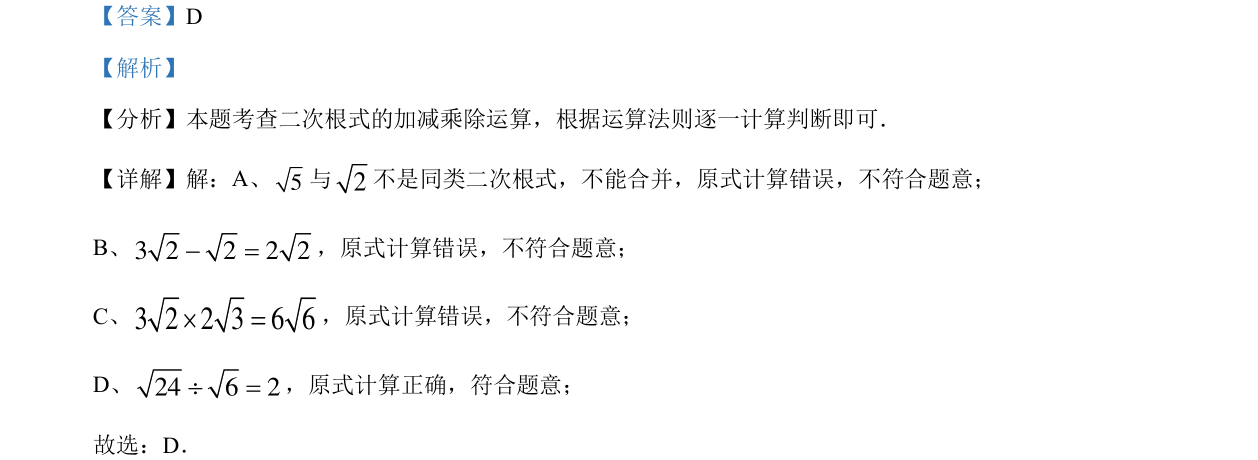 【答案】D
【解析】
【分析】本题考查二次根式的加减乘除运算，根据运算法则逐一计算判断即可．
【详解】解：A、√5 与 √2 不是同类二次根式，不能合并，原式计算错误，不符合题意；
B、3√2 − √2 = 2√2，原式计算错误，不符合题意；
C、3√2 × 2√3 = 6√6，原式计算错误，不符合题意；
D、√24 ÷ √6 = 2，原式计算正确，符合题意；
故选：D．